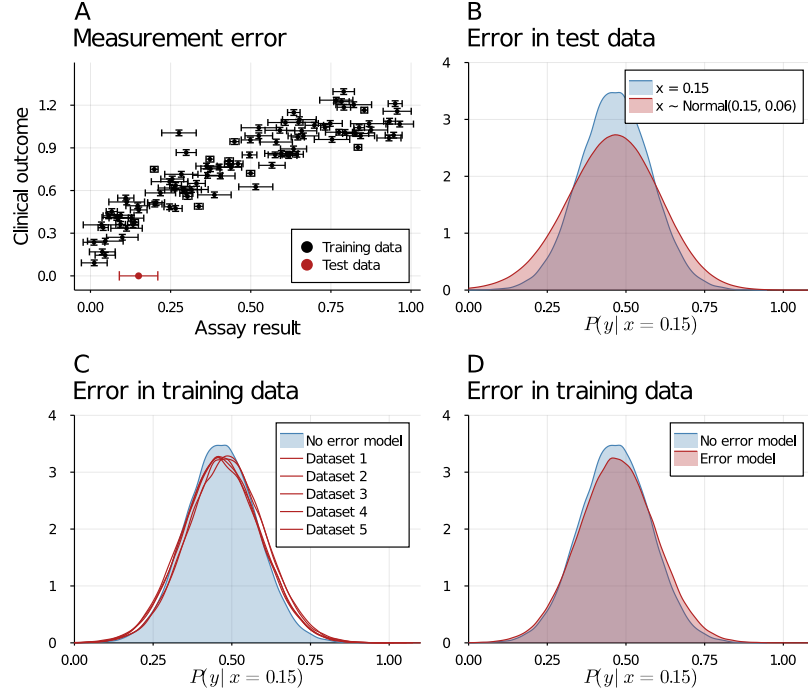 A
Measurement error
Clinical outcome
1.2
0.9
0.6
0.3
0.0
0.00
0.25
0.50
0.75
1.00
Assay result
Training data
Test data
B
Error in test data
4
3
2
1
0
0.00
0.25
0.50
0.75
1.00
P(y| x = 0.15)
x = 0.15
x ~ Normal(0.15, 0.06)
C
Error in training data
4
3
2
1
0
0.00
0.25
0.50
0.75
1.00
P(y| x = 0.15)
No error model
Dataset 1
Dataset 2
Dataset 3
Dataset 4
Dataset 5
D
Error in training data
4
3
2
1
0
0.00
0.25
0.50
0.75
1.00
P(y| x = 0.15)
No error model
Error model